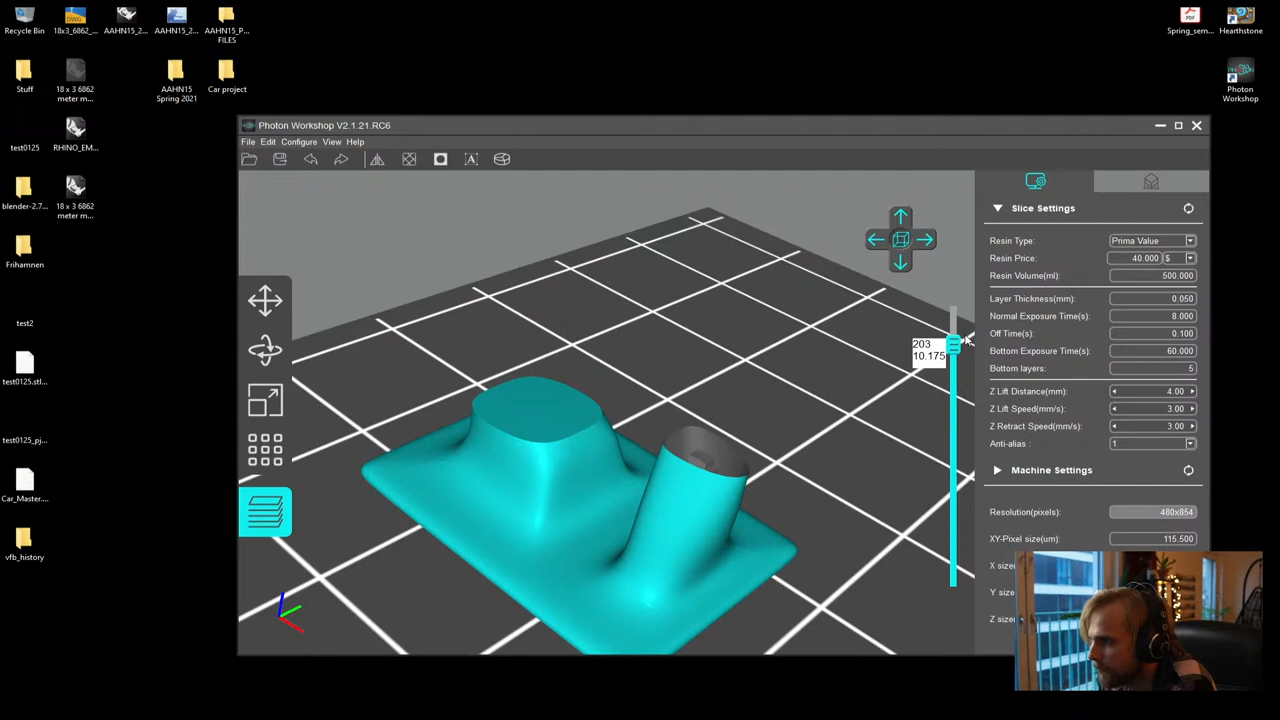 Recycle Bin
18x3_6862_...
AAHN15_2...
AAHN15_2...
AAHN15_P...
FILES
Stuff
18 x 3 6862
meter m...
AAHN15
Spring 2021
Car project
test0125
RHINO_EM...
blender-2.7...
18 x 3 6862
meter m...
Frihamnen
test2
test0125.stl...
test0125_pj...
Car_Master....
vfb_history
Spring_sem...
Hearthstone
Photon
Workshop
Photon Workshop V2.1.21.RC6
File Edit Configure View Help
Slice Settings
Resin Type: Prima Value
Resin Price: 40.000 $
Resin Volume(ml): 500.000
Layer Thickness(mm): 0.050
Normal Exposure Time(s): 8.000
Off Time(s): 0.100
Bottom Exposure Time(s): 60.000
Bottom layers: 5
Z Lift Distance(mm): 4.00
Z Lift Speed(mm/s): 3.00
Z Retract Speed(mm/s): 3.00
Anti-alias : 1
Machine Settings
Resolution(pixels): 480x854
XY-Pixel size(um): 115.500
X size
Y size
Z size
203
10.175
DWG
PDF
A